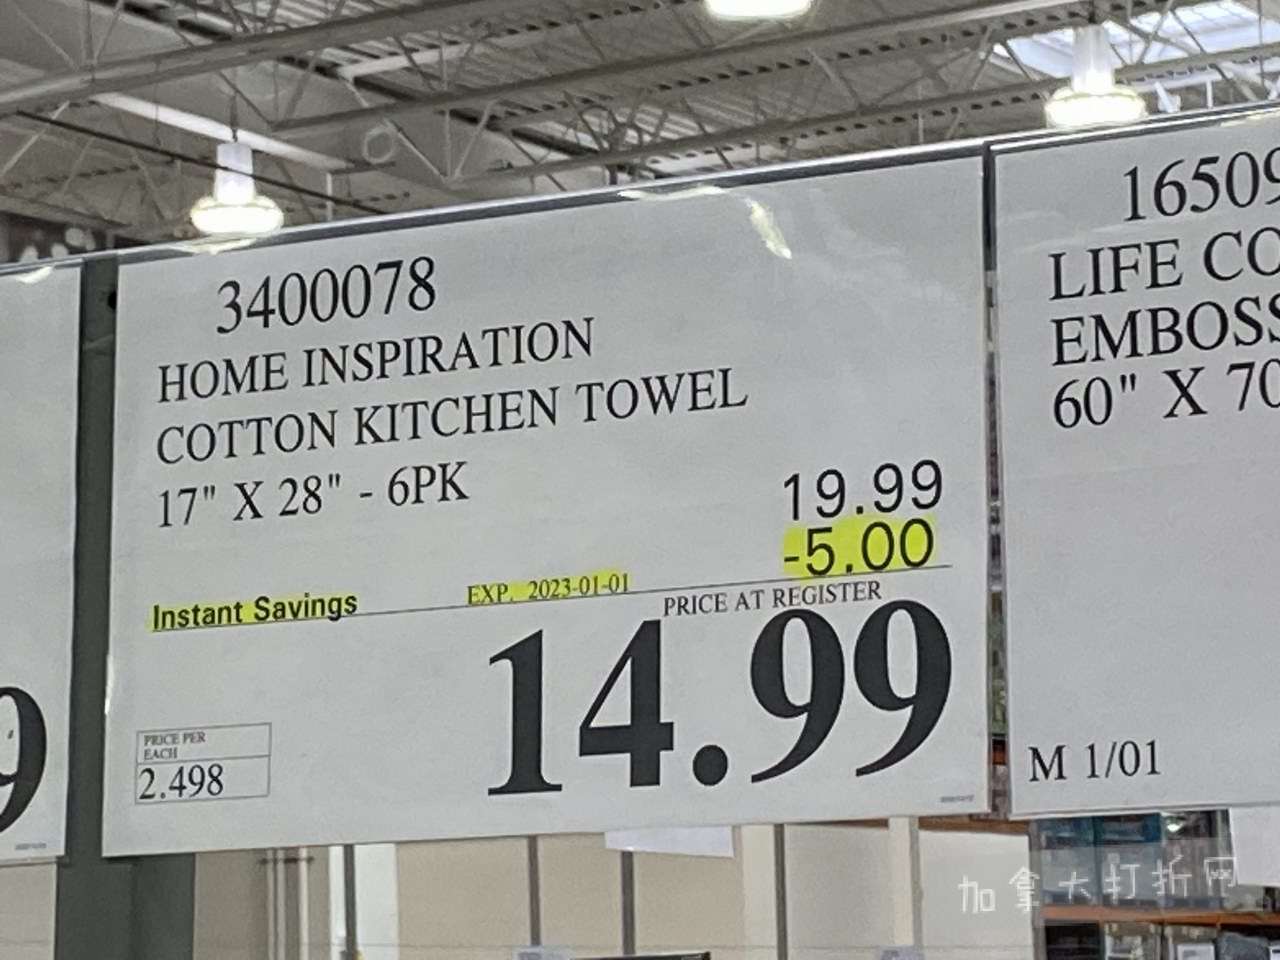 3400078
HOME INSPIRATION
COTTON KITCHEN TOWEL
17" X 28" - 6PK
19.99
-5.00
Instant Savings
EXP. 2023-01-01
PRICE AT REGISTER
14.99
PRICE PER
EACH
2.498
9
16509
LIFE CO
EMBOSS
60" X 70
M 1/01
加拿大打折网